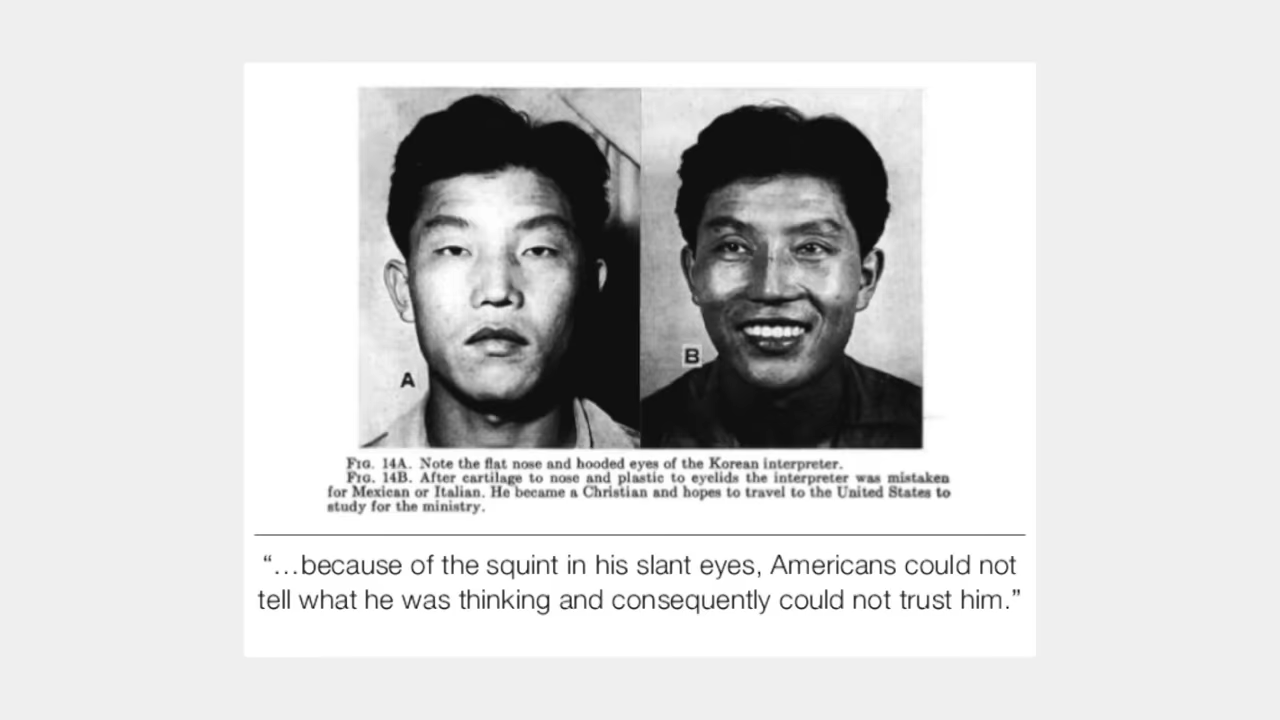 A
B
FIG. 14A. Note the flat nose and hooded eyes of the Korean interpreter.
FIG. 14B. After cartilage to nose and plastic to eyelids the interpreter was mistaken
for Mexican or Italian. He became a Christian and hopes to travel to the United States to
study for the ministry.
“…because of the squint in his slant eyes, Americans could not
tell what he was thinking and consequently could not trust him.”